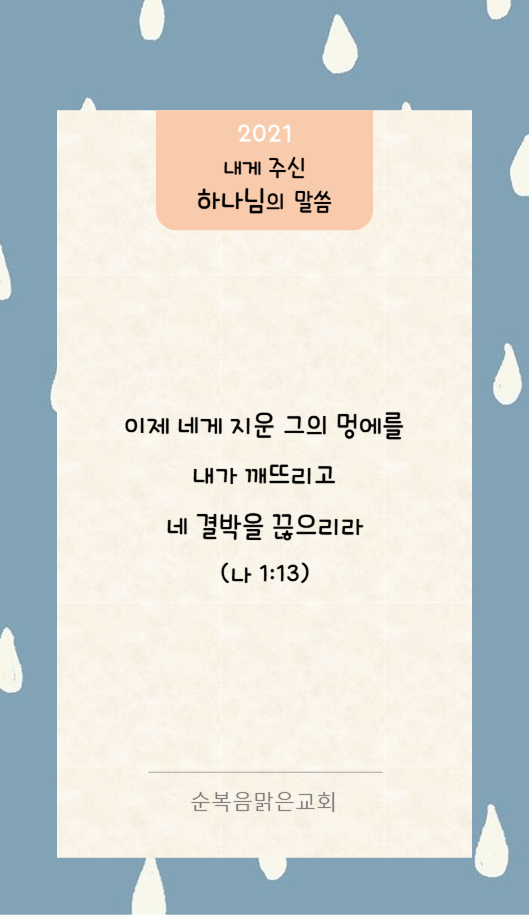 2021
내게 주신
하나님의 말씀
이제 네게 지운 그의 멍에를
내가 깨뜨리고
네 결박을 끊으리라
(나 1:13)
순복음맑은교회